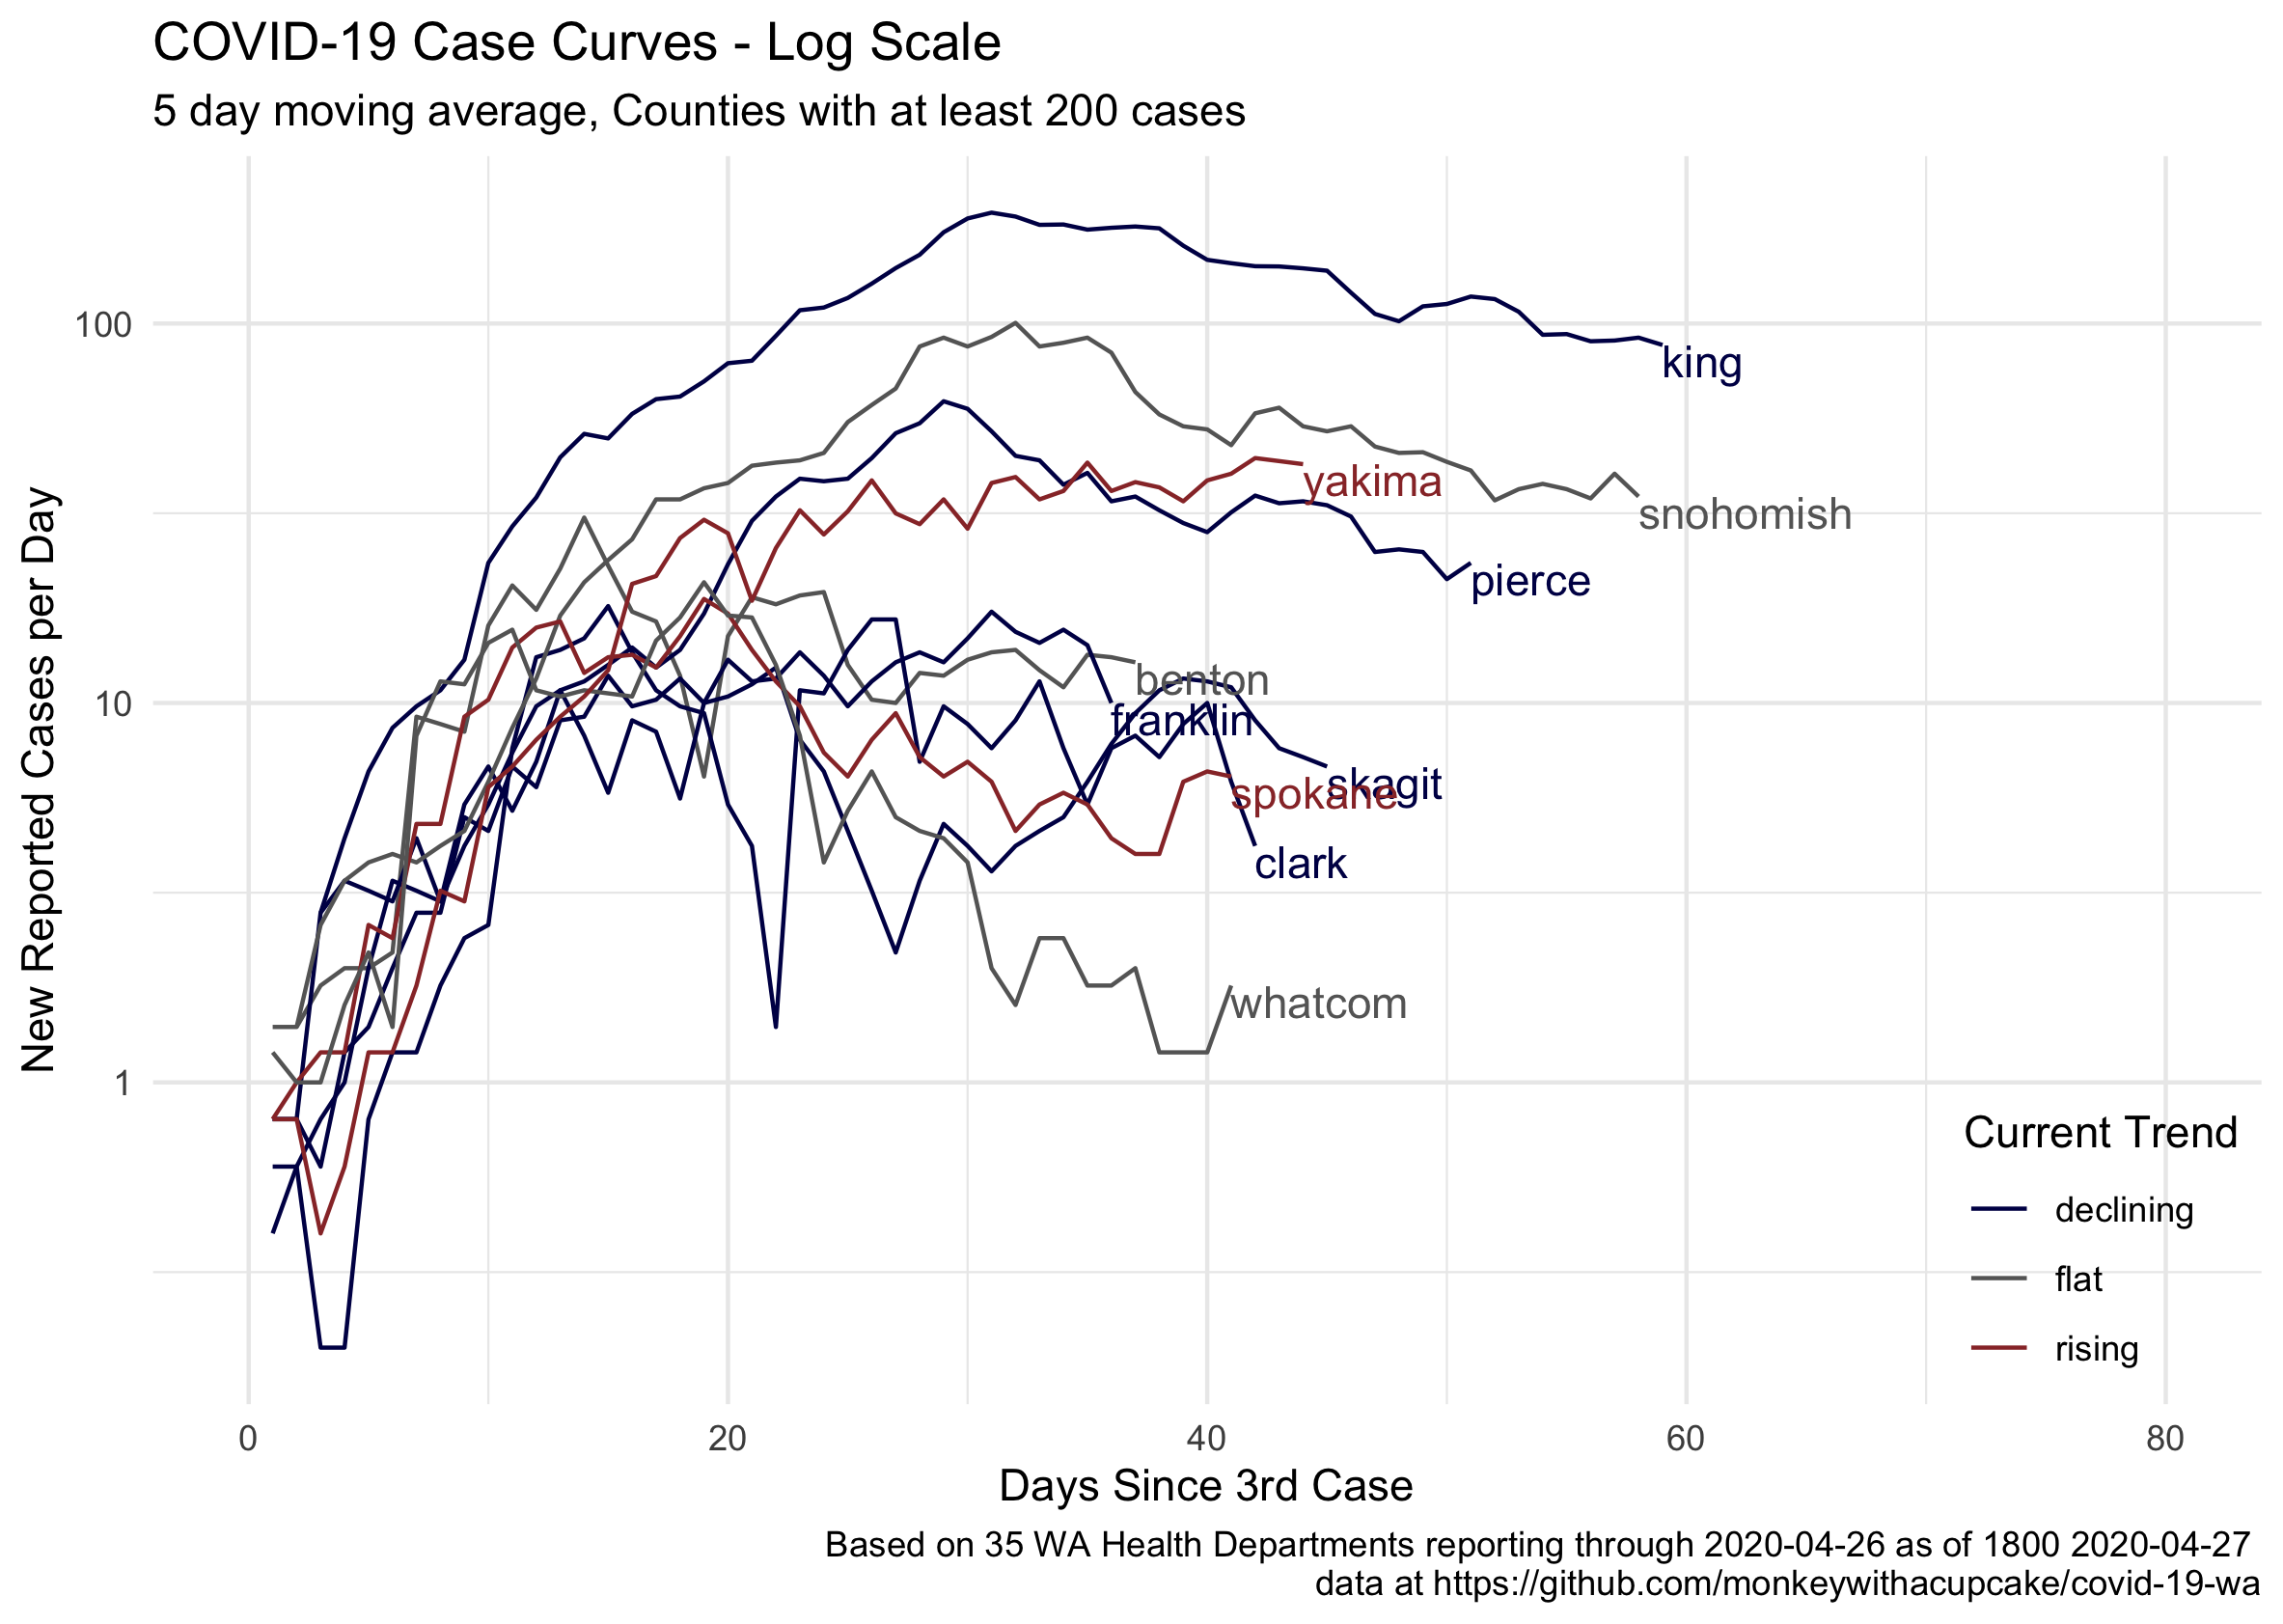 COVID-19 Case Curves - Log Scale
5 day moving average, Counties with at least 200 cases
New Reported Cases per Day
100
10
1
king
yakima
snohomish
pierce
benton
franklin
skagit
spokane
clark
whatcom
Current Trend
declining
flat
rising
0 20 40 60 80
Days Since 3rd Case
Based on 35 WA Health Departments reporting through 2020-04-26 as of 1800 2020-04-27
data at https://github.com/monkeywithacupcake/covid-19-wa